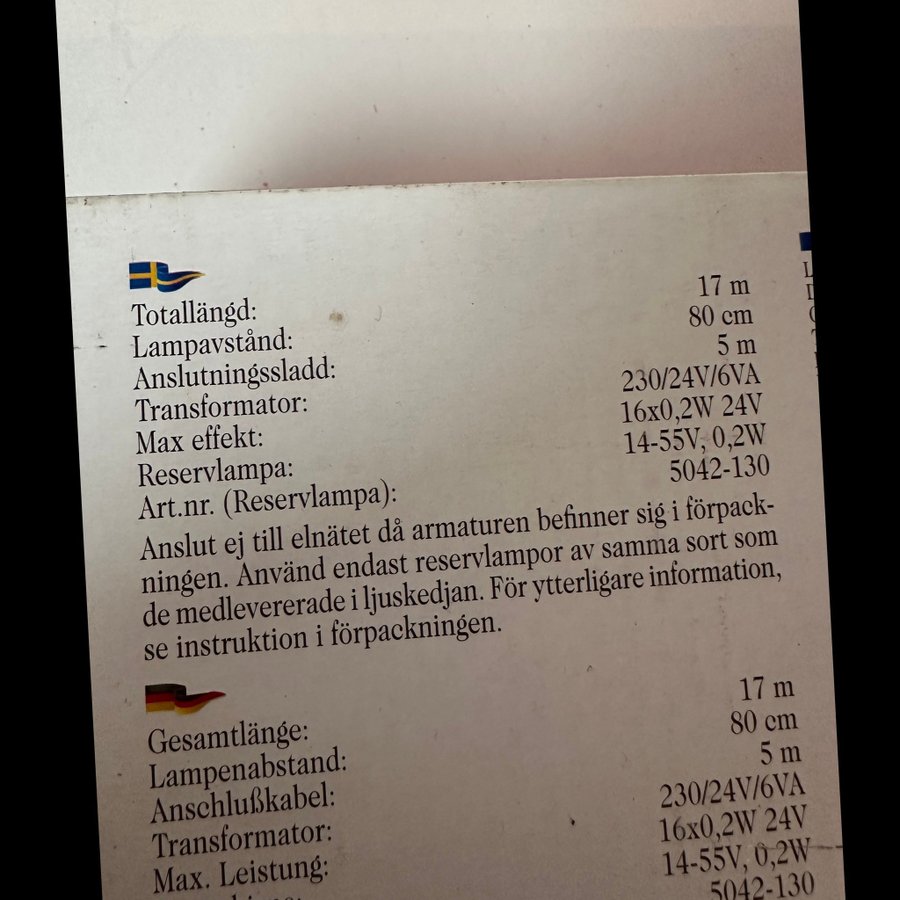 Totallängd: 17 m
Lampavstånd: 80 cm
Anslutningssladd: 5 m
Transformator: 230/24V/6VA
Max effekt: 16x0,2W 24V
Reservlampa: 14-55V, 0,2W
Art.nr. (Reservlampa): 5042-130
Anslut ej till elnätet då armaturen befinner sig i förpack-
ningen. Använd endast reservlampor av samma sort som
de medlevererade i ljuskedjan. För ytterligare information,
se instruktion i förpackningen.
Gesamtlänge: 17 m
Lampenabstand: 80 cm
Anschlußkabel: 5 m
Transformator: 230/24V/6VA
Max. Leistung: 16x0,2W 24V
14-55V, 0,2W
5042-130